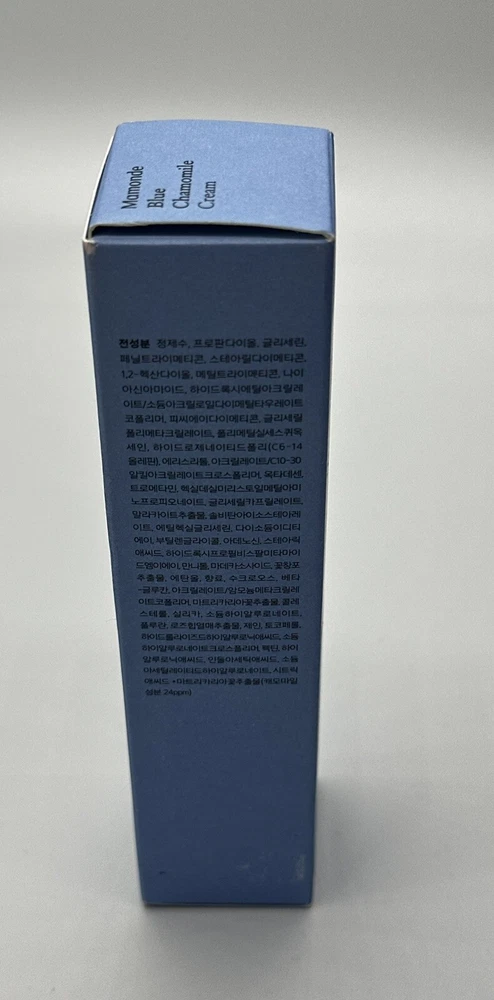 Mamonde
Blue
Chamomile
Cream
전성분 정제수, 프로판다이올, 글리세린,
페닐트라이메티콘, 스테아릴다이메티콘,
1,2-헥산다이올, 메틸트라이메티콘, 나이
아신아마이드, 하이드록시에틸아크릴레
이트/소듐아크릴로일다이메틸타우레이트
코폴리머, 피씨에이다이메티콘, 글리세릴
폴리메타크릴레이트, 폴리메틸실세스퀴옥
세인, 하이드로제네이티드폴리(C6-14
올레핀), 에리스리톨, 아크릴레이트/C10-30
알킬아크릴레이트크로스폴리머, 옥타데센,
트로메타민, 헥실데실미리스토일메틸아미
노프로피오네이트, 글리세릴카프릴레이트,
말라카이트추출물, 솔비탄아이소스테아레
이트, 에틸헥실글리세린, 다이소듐이디티
에이, 부틸렌글라이콜, 아데노신, 스테아릭
애씨드, 하이드록시프로필비스팔미타마이
드엠이에이, 만니톨, 마데카소사이드, 꽃창포
추출물, 에탄올, 향료, 수크로오스, 베타
-글루칸, 아크릴레이트/암모늄메타크릴레
이트코폴리머, 마트리카리아꽃추출물, 콜레
스테롤, 실리카, 소듐하이알루로네이트,
풀루란, 로즈힙열매추출물, 제인, 토코페롤,
하이드롤라이즈드하이알루로닉애씨드, 소듐
하이알루로네이트크로스폴리머, 펙틴, 하이
알루로닉애씨드, 인돌아세틱애씨드, 소듐
아세틸레이티드하이알루로네이트, 시트릭
애씨드 *마트리카리아꽃추출물(캐모마일
성분 24ppm)